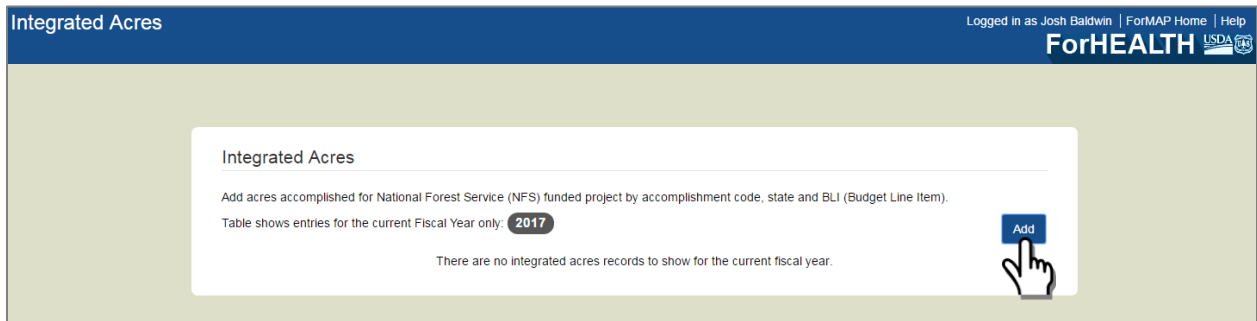 Integrated Acres
Logged in as Josh Baldwin | ForMAP Home | Help
ForHEALTH USDA UAS
Integrated Acres
Add acres accomplished for National Forest Service (NFS) funded project by accomplishment code, state and BLI (Budget Line Item).
Table shows entries for the current Fiscal Year only: 2017
Add
There are no integrated acres records to show for the current fiscal year.